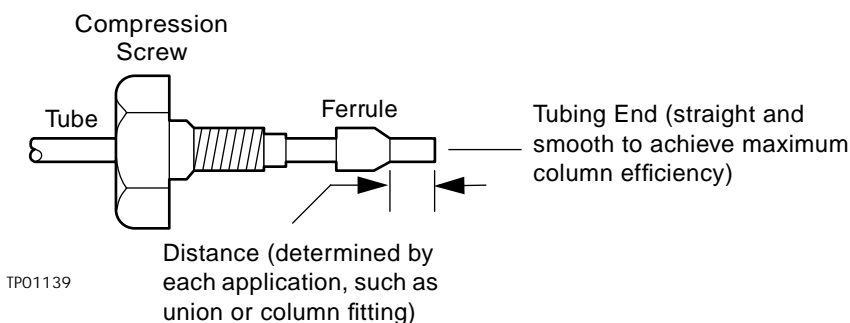 Compression
Screw
Tube
Ferrule
Tubing End (straight and
smooth to achieve maximum
column efficiency)
Distance (determined by
each application, such as
union or column fitting)
TP01139